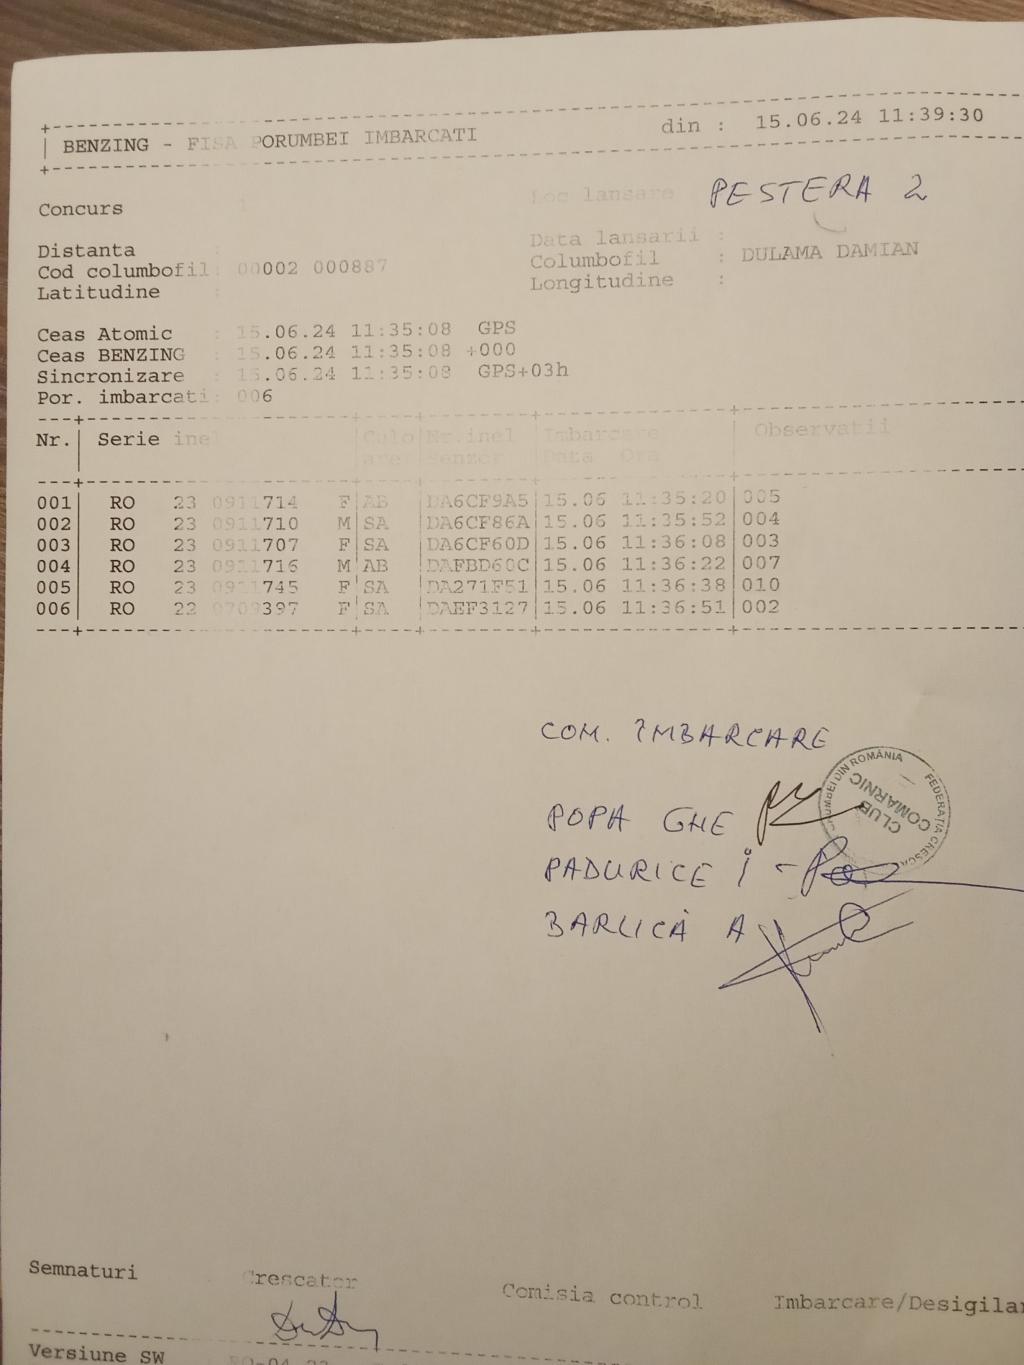 BENZING - FISA PORUMBEI IMBARCATI din : 15.06.24 11:39:30
Concurs 1 Loc lansare PESTERA 2
Distanta : Data lansarii :
Cod columbofil: 00002 000887 Columbofil : DULAMA DAMIAN
Latitudine : Longitudine :
Ceas Atomic : 15.06.24 11:35:08 GPS
Ceas BENZING : 15.06.24 11:35:08 +000
Sincronizare : 15.06.24 11:35:08 GPS+03h
Por. imbarcati: 006
Nr. Serie inel Culo Nr.inel Imbarcare Observatii
are Senzor Data Ora
001 RO 23 0911714 F AB DA6CF9A5 15.06 11:35:20 005
002 RO 23 0911710 M SA DA6CF86A 15.06 11:35:52 004
003 RO 23 0911707 F SA DA6CF60D 15.06 11:36:08 003
004 RO 23 0911716 M AB DAFBD60C 15.06 11:36:22 007
005 RO 23 0911745 F SA DA271F51 15.06 11:36:38 010
006 RO 22 0709397 F SA DAEF3127 15.06 11:36:51 002
COM. IMBARCARE
POPA GHE
PADURICE I
BARLICĂ A
CLUB
COMARNIC
Semnaturi Crescator Comisia control Imbarcare/Desigilar
Versiune SW